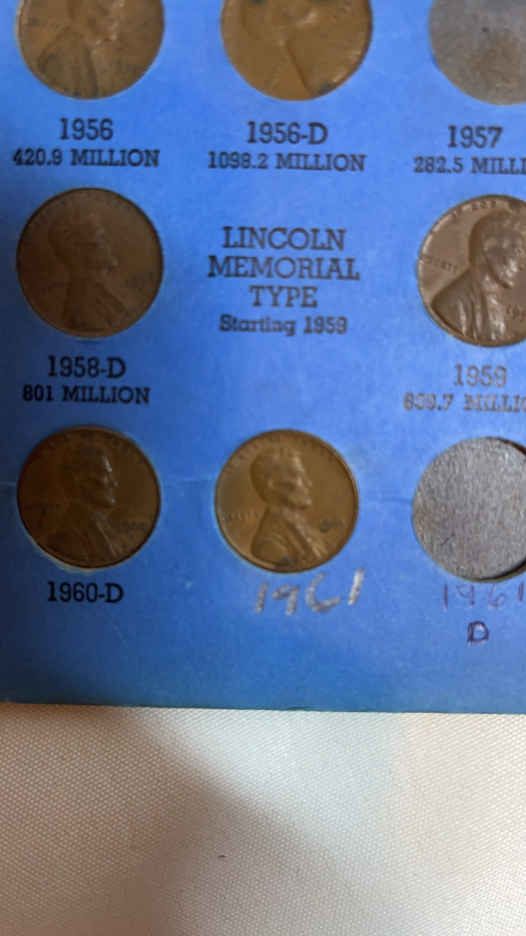 1956
420.9 MILLION
1956-D
1098.2 MILLION
1957
282.5
1958-D
801 MILLION
LINCOLN
MEMORIAL
TYPE
Starting 1959
1959
MILLIO
1960-D
1961
1961
D